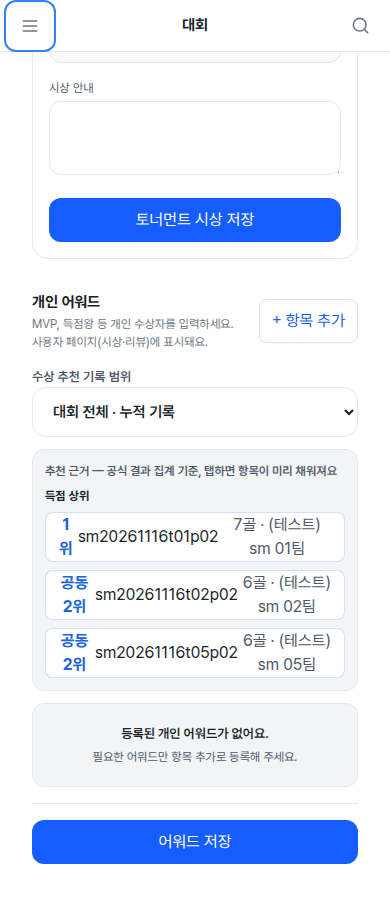 대회
시상 안내
토너먼트 시상 저장
개인 어워드
MVP, 득점왕 등 개인 수상자를 입력하세요.
사용자 페이지(시상·리뷰)에 표시돼요.
+ 항목 추가
수상 추천 기록 범위
대회 전체 · 누적 기록
추천 근거 — 공식 결과 집계 기준, 탭하면 항목이 미리 채워져요
득점 상위
1위 sm20261116t01p02 7골 · (테스트) sm 01팀
공동 2위 sm20261116t02p02 6골 · (테스트) sm 02팀
공동 2위 sm20261116t05p02 6골 · (테스트) sm 05팀
등록된 개인 어워드가 없어요.
필요한 어워드만 항목 추가로 등록해 주세요.
어워드 저장